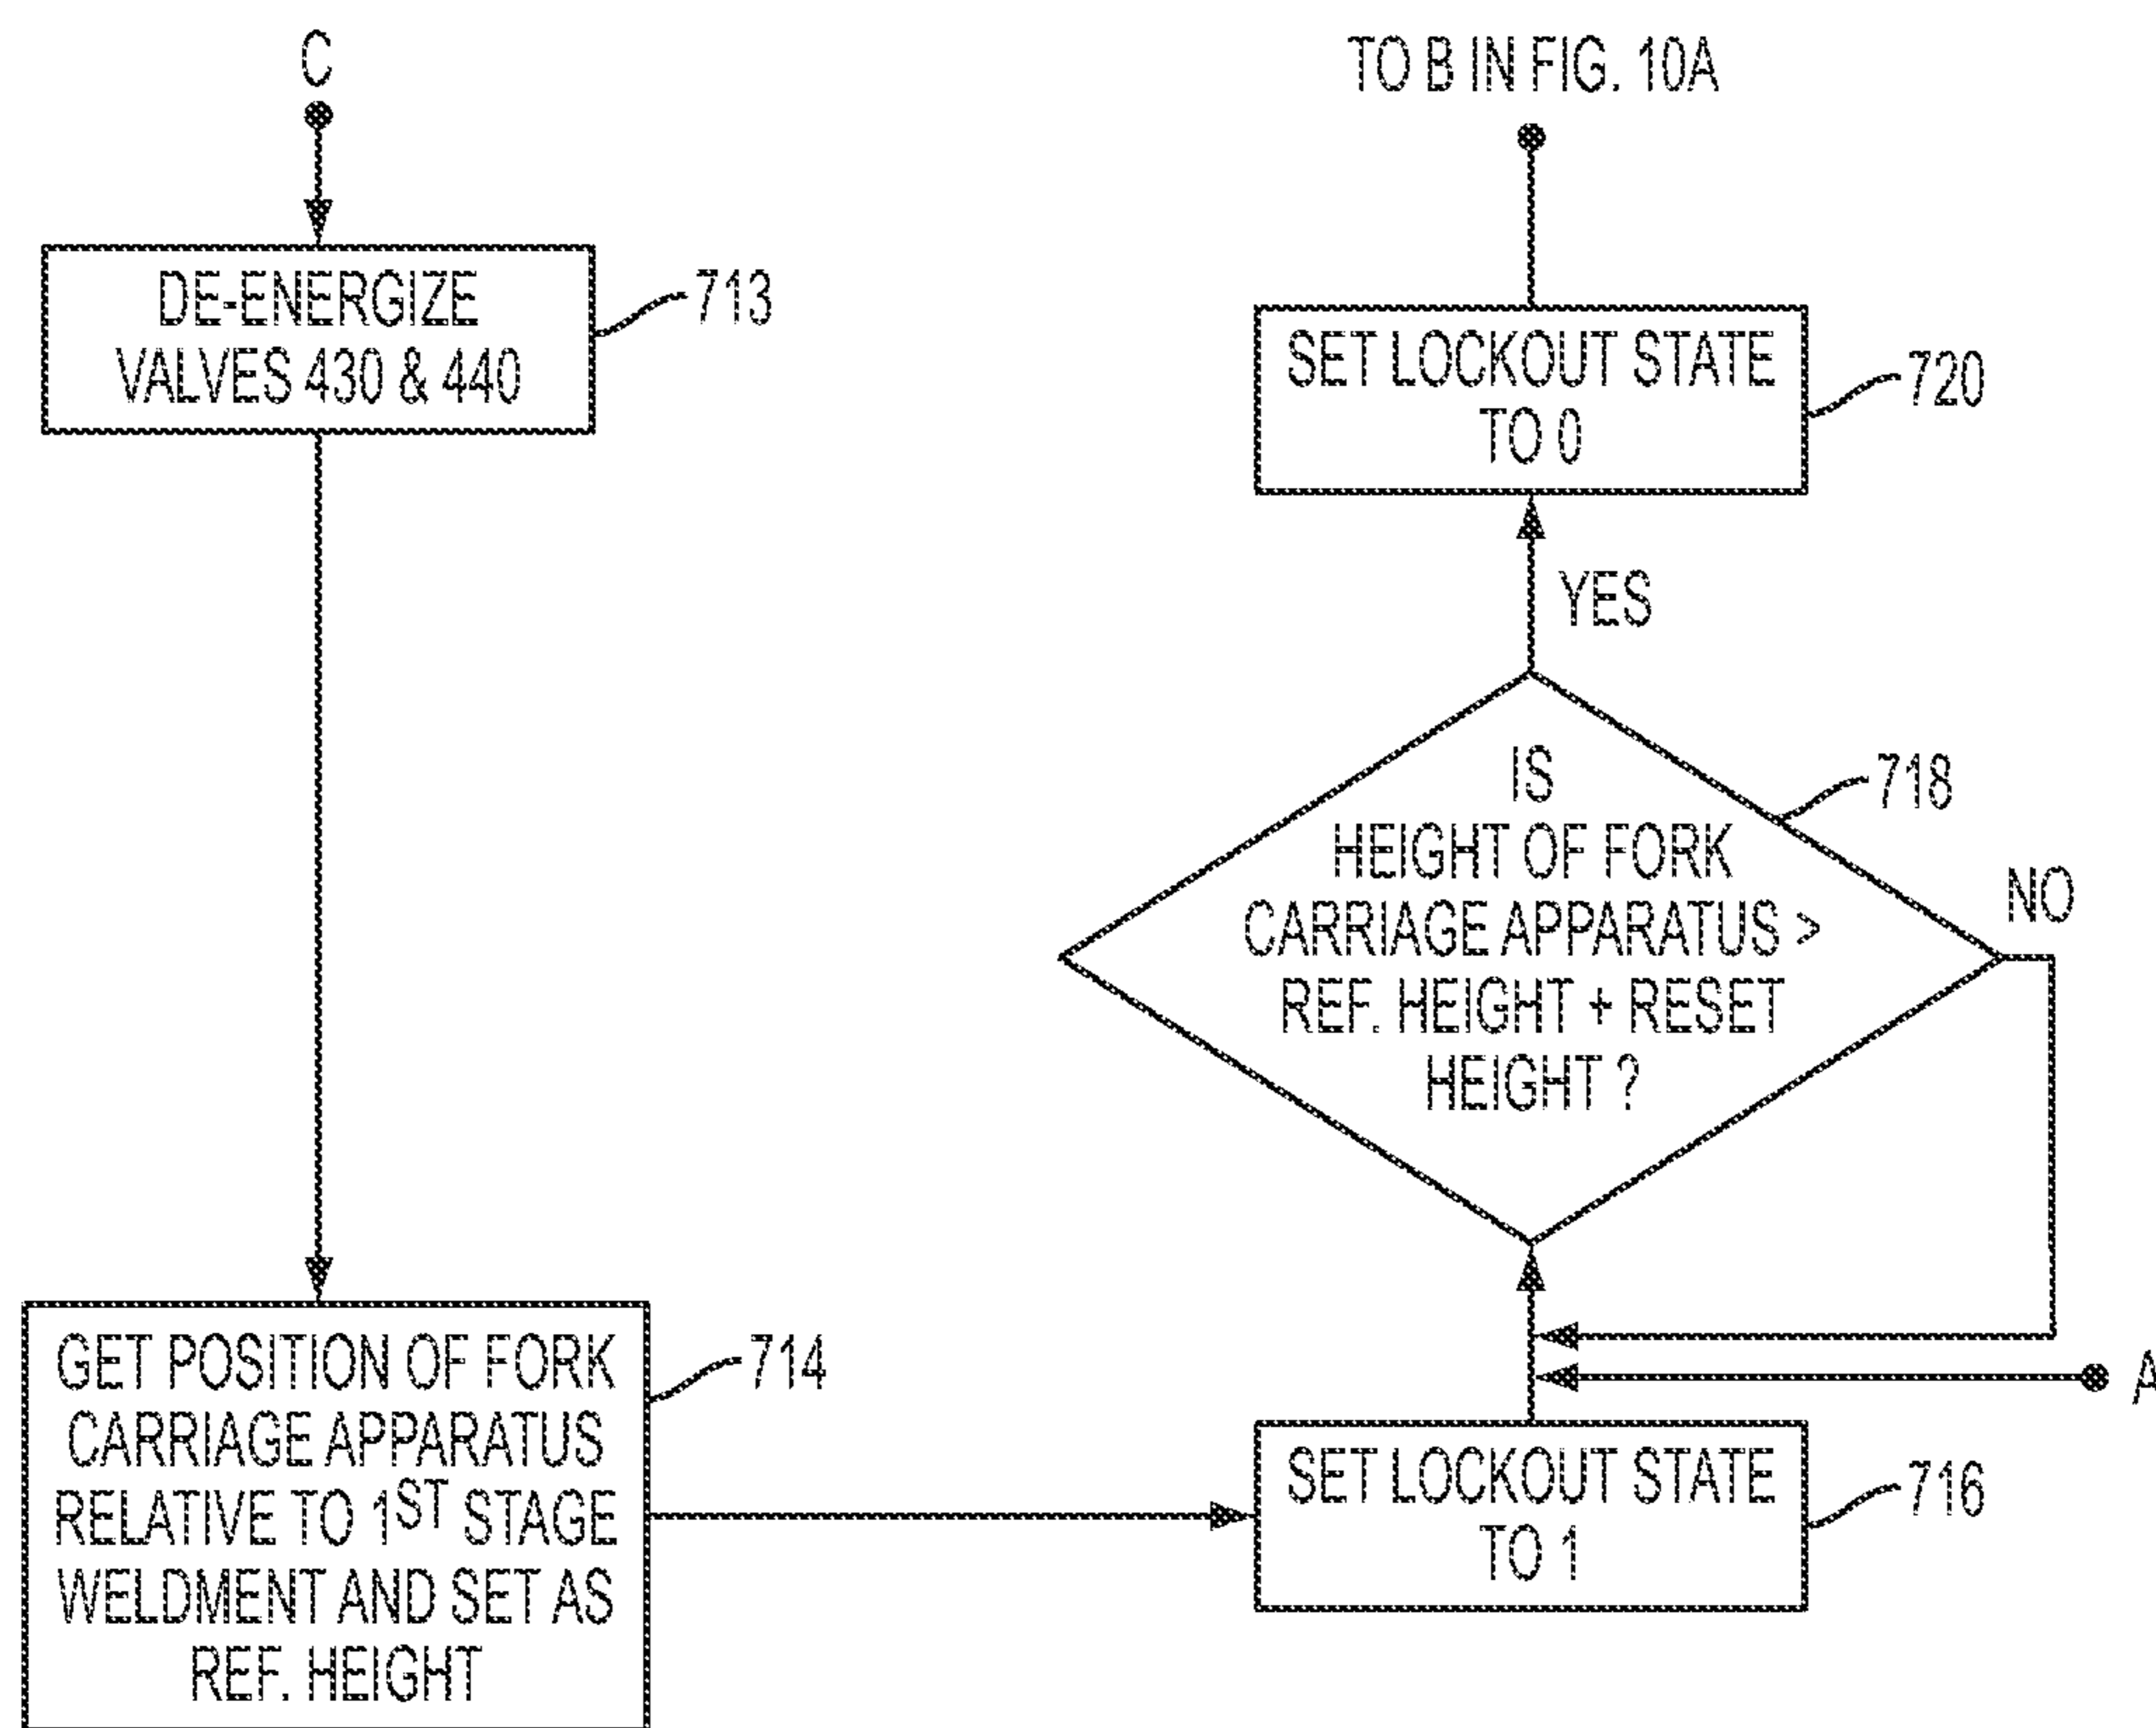 C
DE-ENERGIZE
VALVES 430 & 440
713
GET POSITION OF FORK
CARRIAGE APPARATUS
RELATIVE TO 1ST STAGE
WELDMENT AND SET AS
REF. HEIGHT
714
TO B IN FIG. 10A
SET LOCKOUT STATE
TO 0
720
YES
IS
HEIGHT OF FORK
CARRIAGE APPARATUS >
REF. HEIGHT + RESET
HEIGHT ?
718
NO
A
SET LOCKOUT STATE
TO 1
716